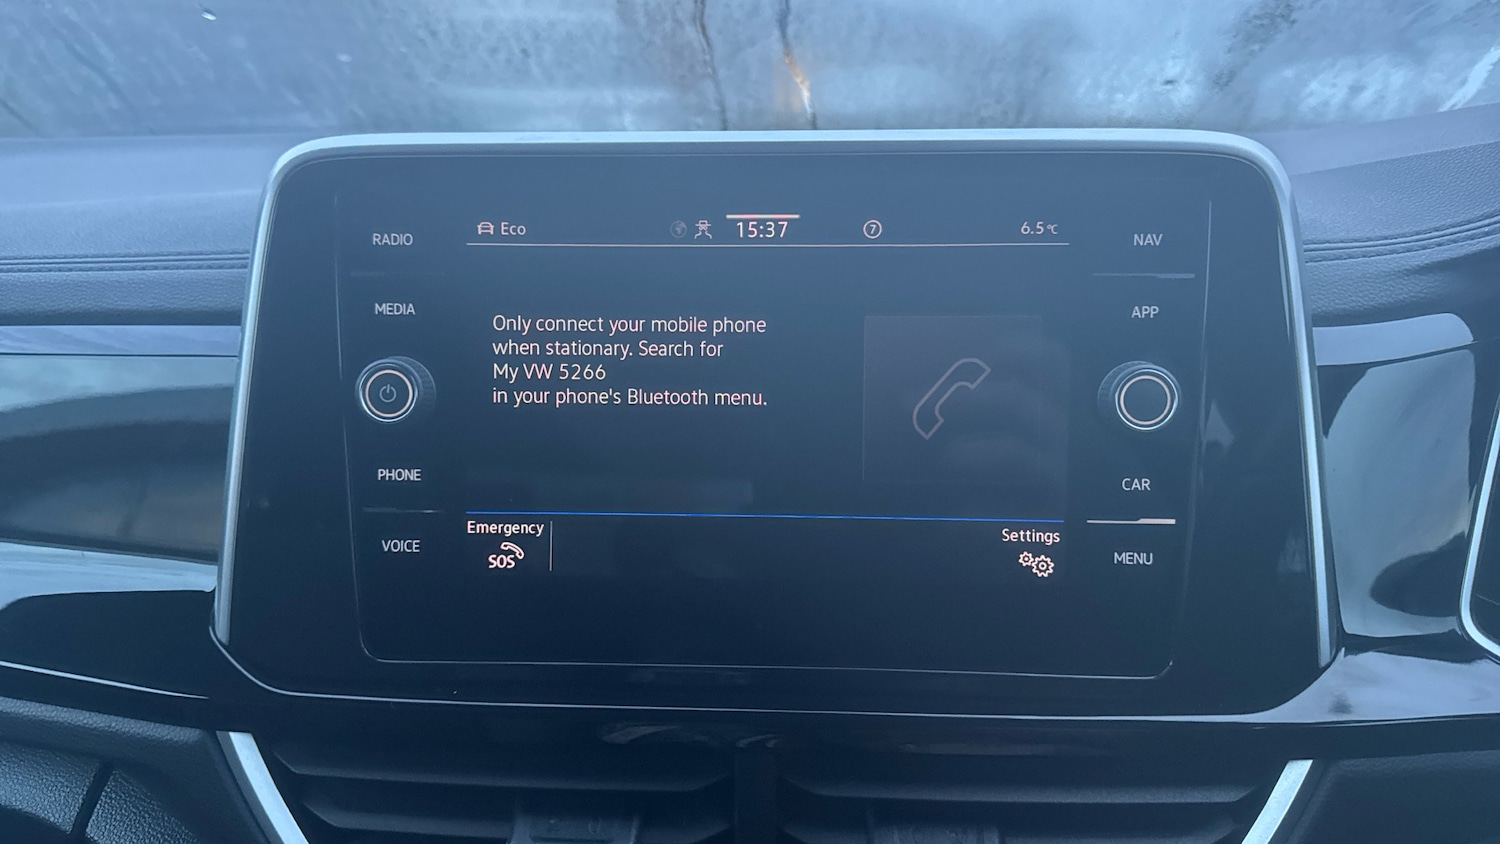 Eco
15:37
7
6.5°C
RADIO
MEDIA
PHONE
VOICE
Only connect your mobile phone
when stationary. Search for
My VW 5266
in your phone's Bluetooth menu.
Emergency
SOS
Settings
NAV
APP
CAR
MENU